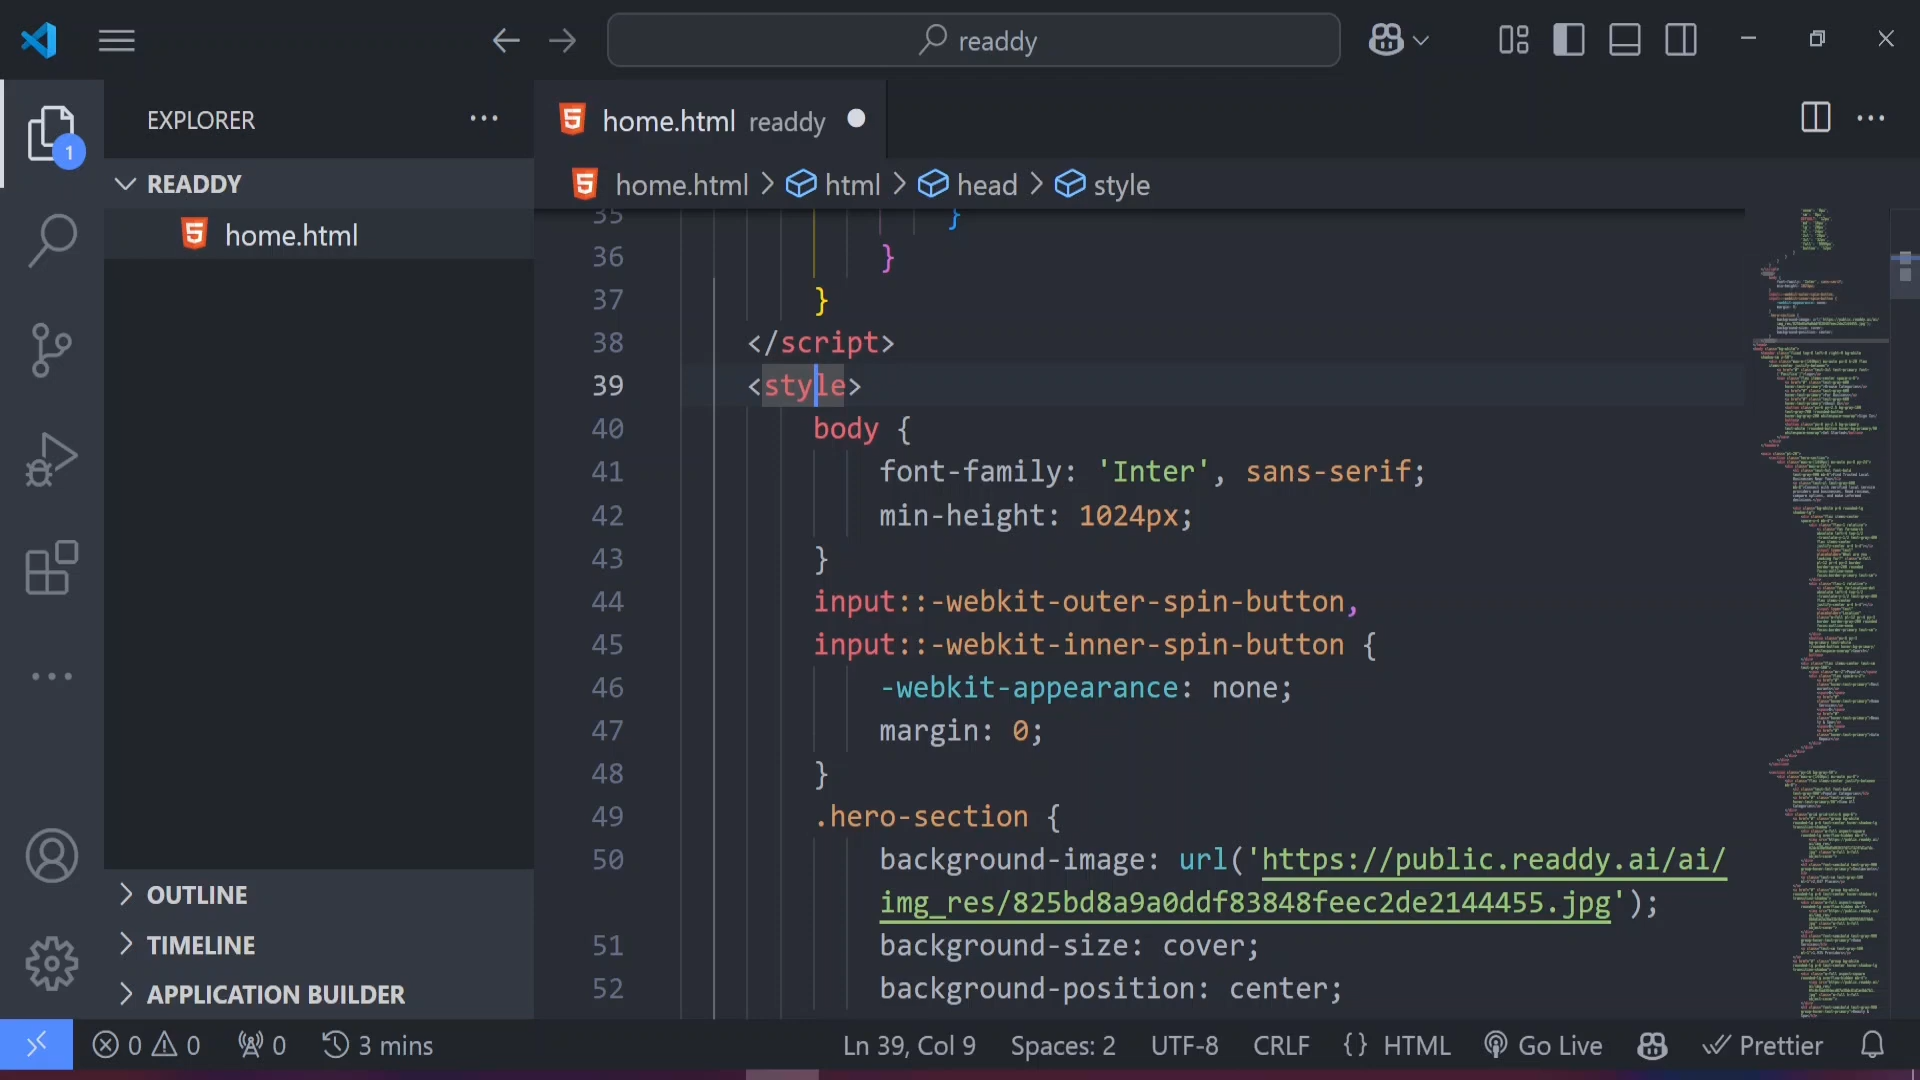 readdy
EXPLORER
1
home.html readdy
READDY
home.html > html > head > style
home.html
35 }
36 }
37 }
38 </script>
39 <style>
40 body {
41 font-family: 'Inter', sans-serif;
42 min-height: 1024px;
43 }
44 input::-webkit-outer-spin-button,
45 input::-webkit-inner-spin-button {
46 -webkit-appearance: none;
47 margin: 0;
48 }
49 .hero-section {
50 background-image: url('https://public.readdy.ai/ai/
img_res/825bd8a9a0ddf83848feec2de2144455.jpg');
51 background-size: cover;
52 background-position: center;
OUTLINE
TIMELINE
APPLICATION BUILDER
0 0 0 3 mins Ln 39, Col 9 Spaces: 2 UTF-8 CRLF {} HTML Go Live Prettier